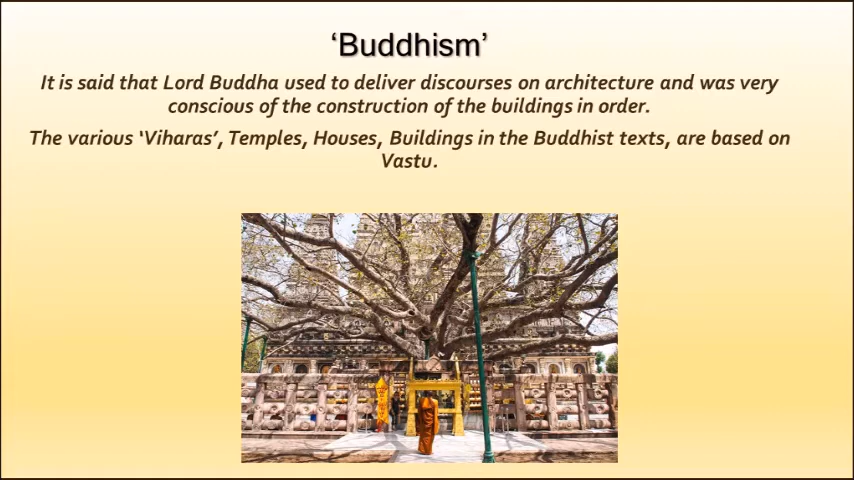 ‘Buddhism’
It is said that Lord Buddha used to deliver discourses on architecture and was very
conscious of the construction of the buildings in order.
The various ‘Viharas’, Temples, Houses, Buildings in the Buddhist texts, are based on
Vastu.